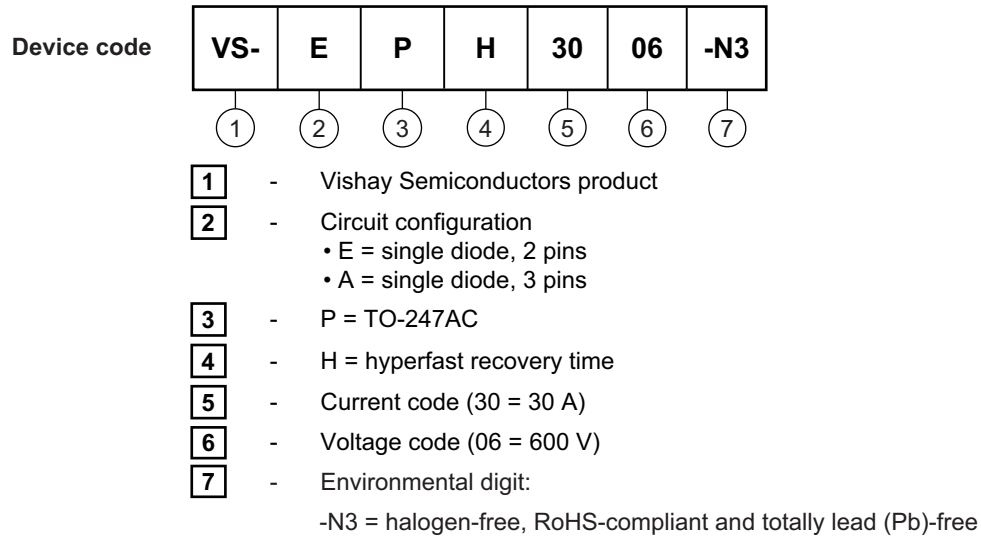 Device code VS- E P H 30 06 -N3
1 2 3 4 5 6 7
1 - Vishay Semiconductors product
2 - Circuit configuration
• E = single diode, 2 pins
• A = single diode, 3 pins
3 - P = TO-247AC
4 - H = hyperfast recovery time
5 - Current code (30 = 30 A)
6 - Voltage code (06 = 600 V)
7 - Environmental digit:
-N3 = halogen-free, RoHS-compliant and totally lead (Pb)-free